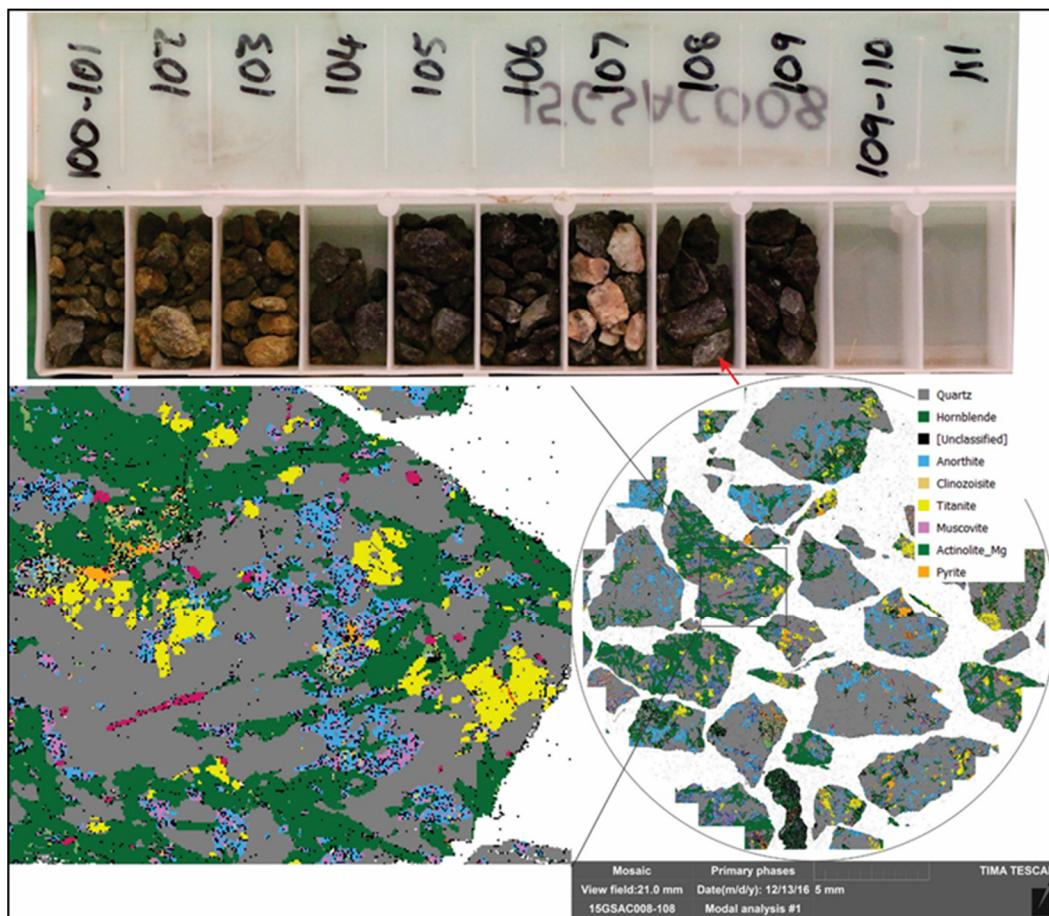 100-101
102
103
104
105
106
107
108
109
109-110
111
15GSAC008
Quartz
Hornblende
[Unclassified]
Anorthite
Clinozoisite
Titanite
Muscovite
Actinolite_Mg
Pyrite
Mosaic Primary phases TIMA TESCA
View field:21.0 mm Date(m/d/y): 12/13/16 5 mm
15GSAC008-108 Modal analysis #1